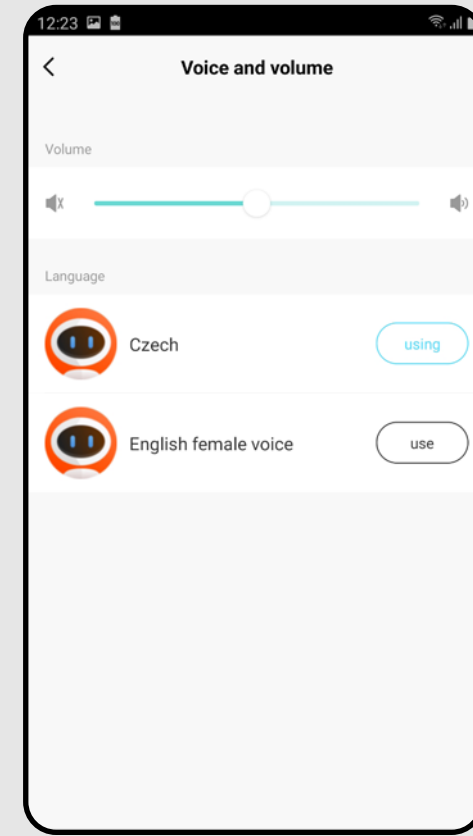 12:23
Voice and volume
Volume
Language
Czech
using
English female voice
use